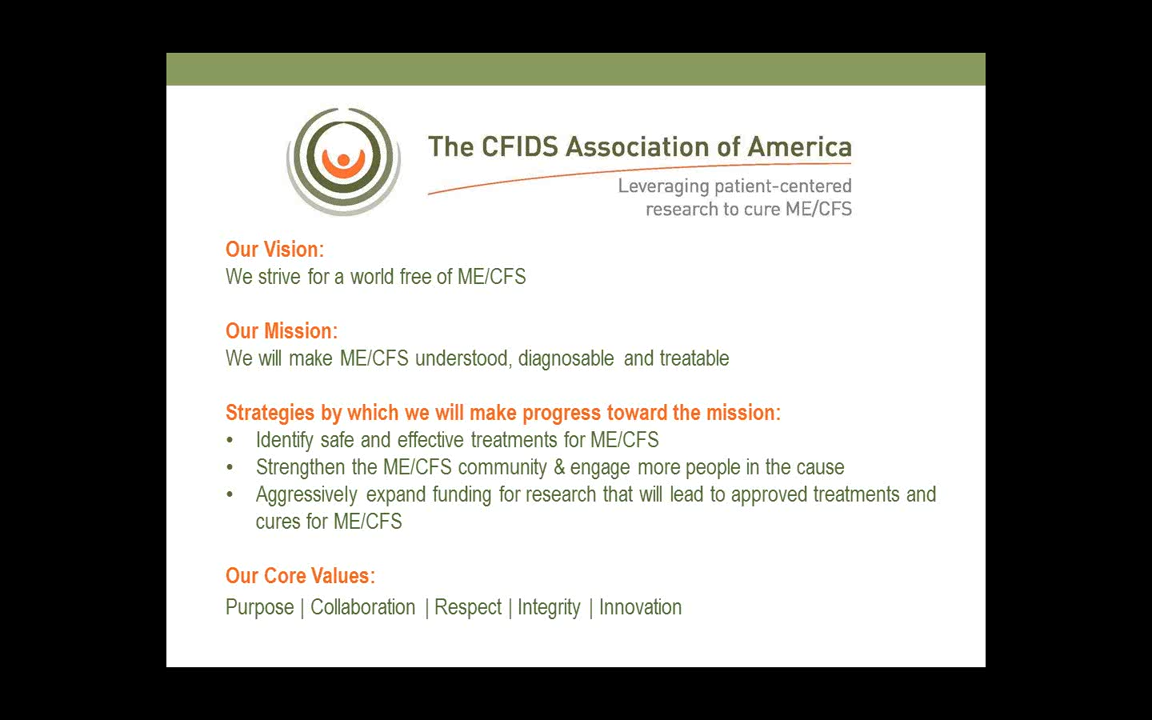 The CFIDS Association of America
Leveraging patient-centered
research to cure ME/CFS
Our Vision:
We strive for a world free of ME/CFS
Our Mission:
We will make ME/CFS understood, diagnosable and treatable
Strategies by which we will make progress toward the mission:
• Identify safe and effective treatments for ME/CFS
• Strengthen the ME/CFS community & engage more people in the cause
• Aggressively expand funding for research that will lead to approved treatments and
cures for ME/CFS
Our Core Values:
Purpose | Collaboration | Respect | Integrity | Innovation